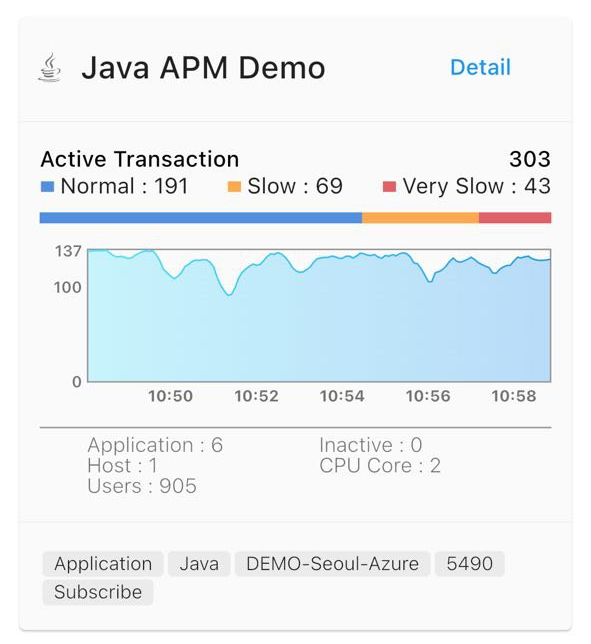 Java APM Demo Detail
Active Transaction 303
Normal : 191 Slow : 69 Very Slow : 43
137
100
0
10:50 10:52 10:54 10:56 10:58
Application : 6 Inactive : 0
Host : 1 CPU Core : 2
Users : 905
Application Java DEMO-Seoul-Azure 5490
Subscribe